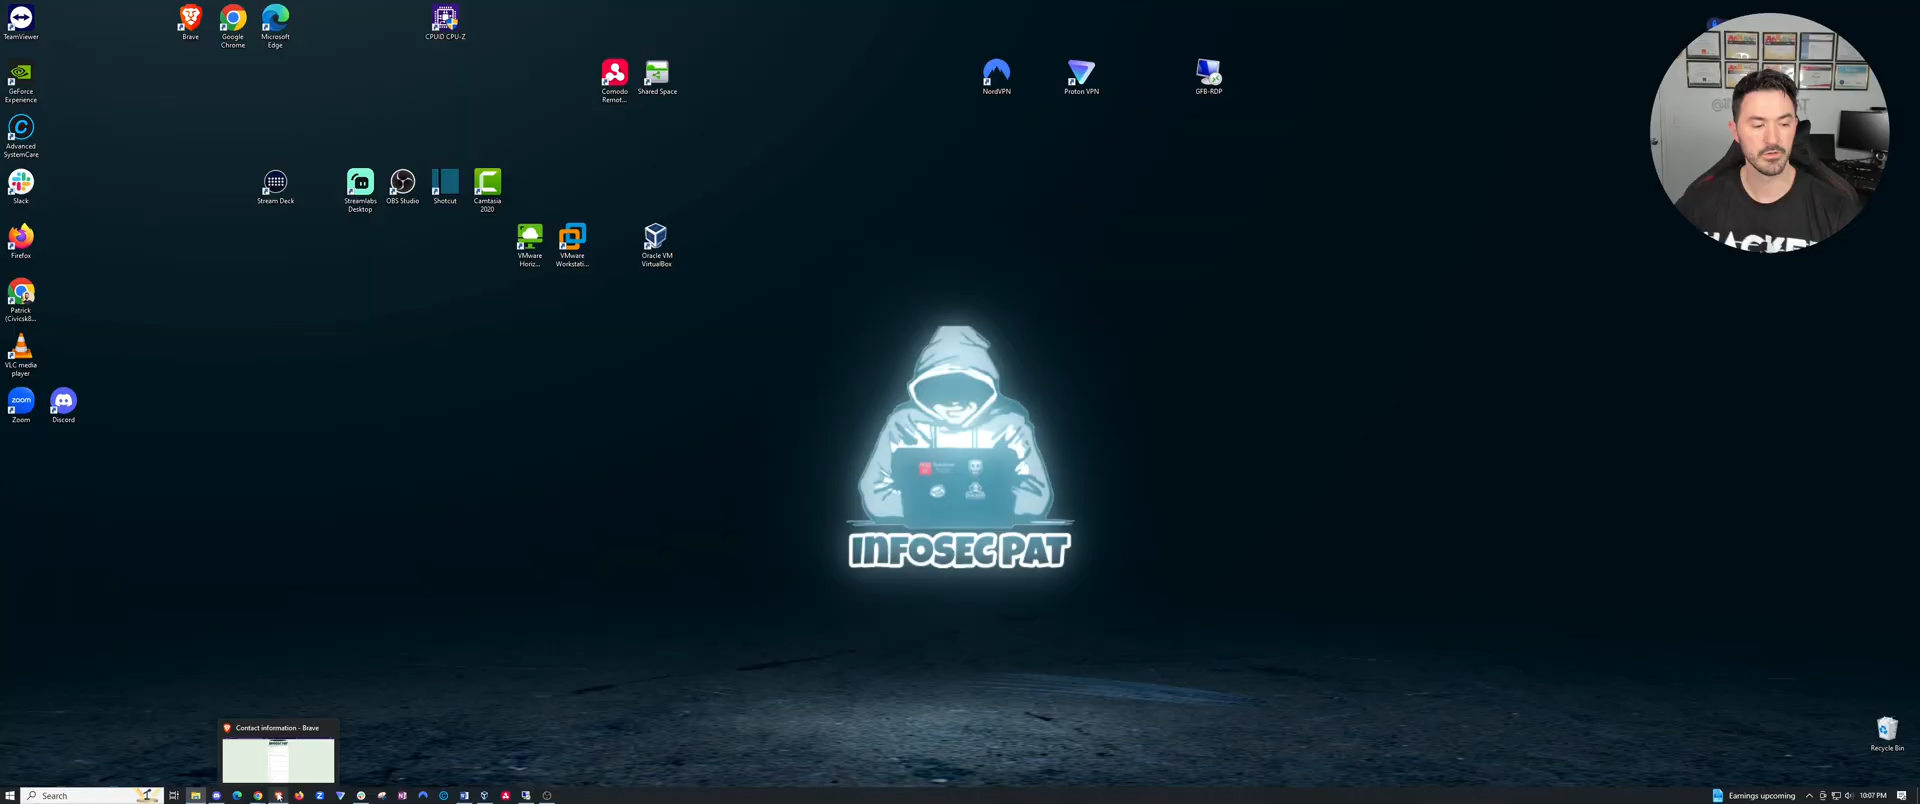 TeamViewer
Brave
Google
Chrome
Microsoft
Edge
CPUID CPU-Z
GeForce
Experience
Comodo
Remot...
Shared Space
NordVPN
Proton VPN
GFB-RDP
Advanced
SystemCare
Slack
Stream Deck
Streamlabs
Desktop
OBS Studio
Shotcut
Camtasia
2020
Firefox
VMware
Horiz...
VMware
Workstati...
Oracle VM
VirtualBox
Patrick
(Civicsk8...
VLC media
player
zoom
Zoom
Discord
HACKE
INFOSEC PAT
Contact information - Brave
Recycle Bin
Search
Earnings upcoming
10:07 PM